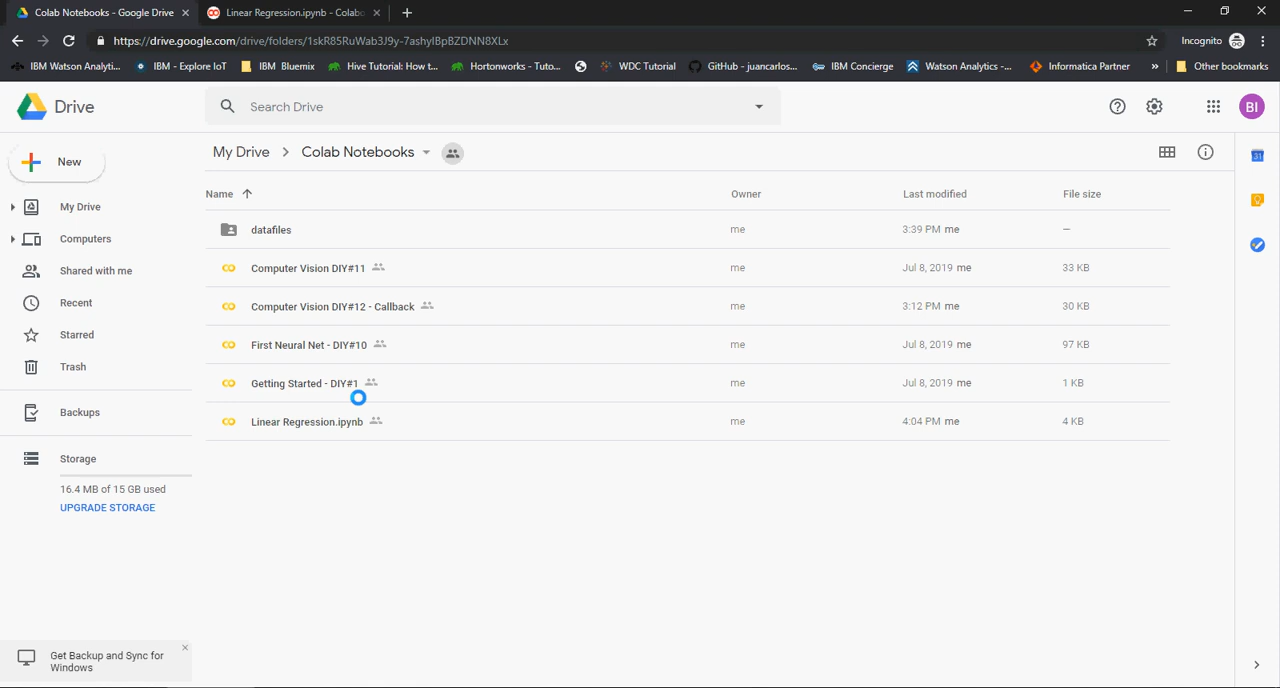 Colab Notebooks - Google Drive
Linear Regression.ipynb - Colabo
https://drive.google.com/drive/folders/1skR85RuWab3J9y-7ashyIBpBZDNN8XLx
Incognito
IBM Watson Analyti...
IBM - Explore IoT
IBM Bluemix
Hive Tutorial: How t...
Hortonworks - Tuto...
WDC Tutorial
GitHub - juancarlos...
IBM Concierge
Watson Analytics -...
Informatica Partner
»
Other bookmarks
Drive
Search Drive
BI
New
My Drive > Colab Notebooks
Name
Owner
Last modified
File size
My Drive
Computers
Shared with me
Recent
Starred
Trash
Backups
Storage
16.4 MB of 15 GB used
UPGRADE STORAGE
datafiles me 3:39 PM me —
Computer Vision DIY#11 me Jul 8, 2019 me 33 KB
Computer Vision DIY#12 - Callback me 3:12 PM me 30 KB
First Neural Net - DIY#10 me Jul 8, 2019 me 97 KB
Getting Started - DIY#1 me Jul 8, 2019 me 1 KB
Linear Regression.ipynb me 4:04 PM me 4 KB
31
Get Backup and Sync for
Windows